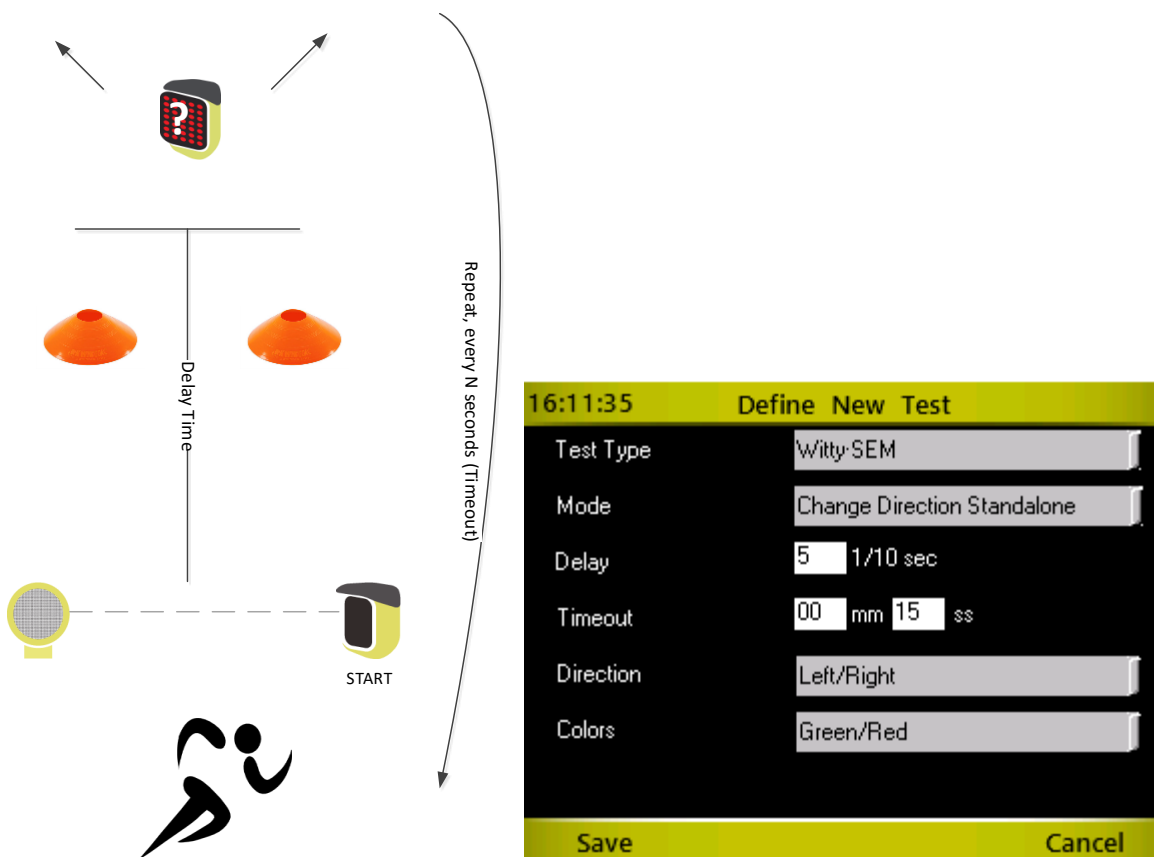 ?
Delay Time
Repeat, every N seconds (Timeout)
START
16:11:35 Define New Test
Test Type Witty·SEM
Mode Change Direction Standalone
Delay 5 1/10 sec
Timeout 00 mm 15 ss
Direction Left/Right
Colors Green/Red
Save Cancel